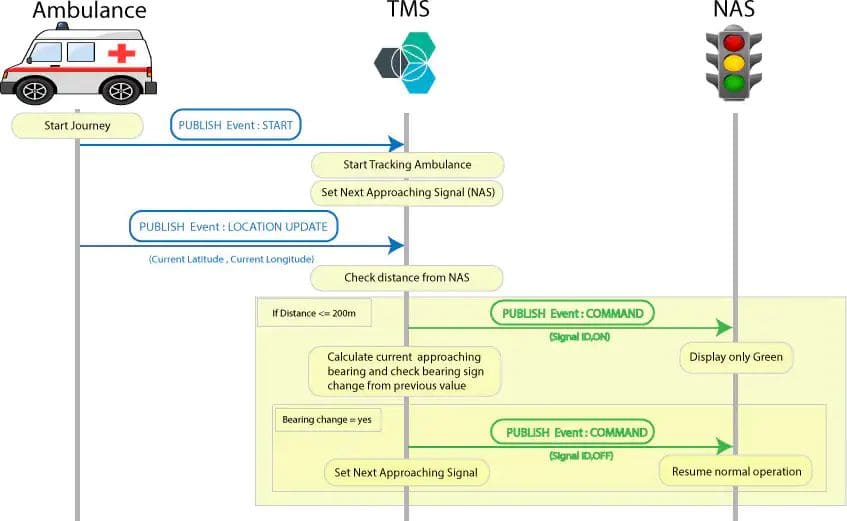 Ambulance
TMS
NAS
Start Journey
PUBLISH Event : START
Start Tracking Ambulance
Set Next Approaching Signal (NAS)
PUBLISH Event : LOCATION UPDATE
(Current Latitude , Current Longitude)
Check distance from NAS
If Distance <= 200m
PUBLISH Event : COMMAND
(Signal ID,ON)
Calculate current approaching
bearing and check bearing sign
change from previous value
Display only Green
Bearing change = yes
PUBLISH Event : COMMAND
(Signal ID,OFF)
Set Next Approaching Signal
Resume normal operation